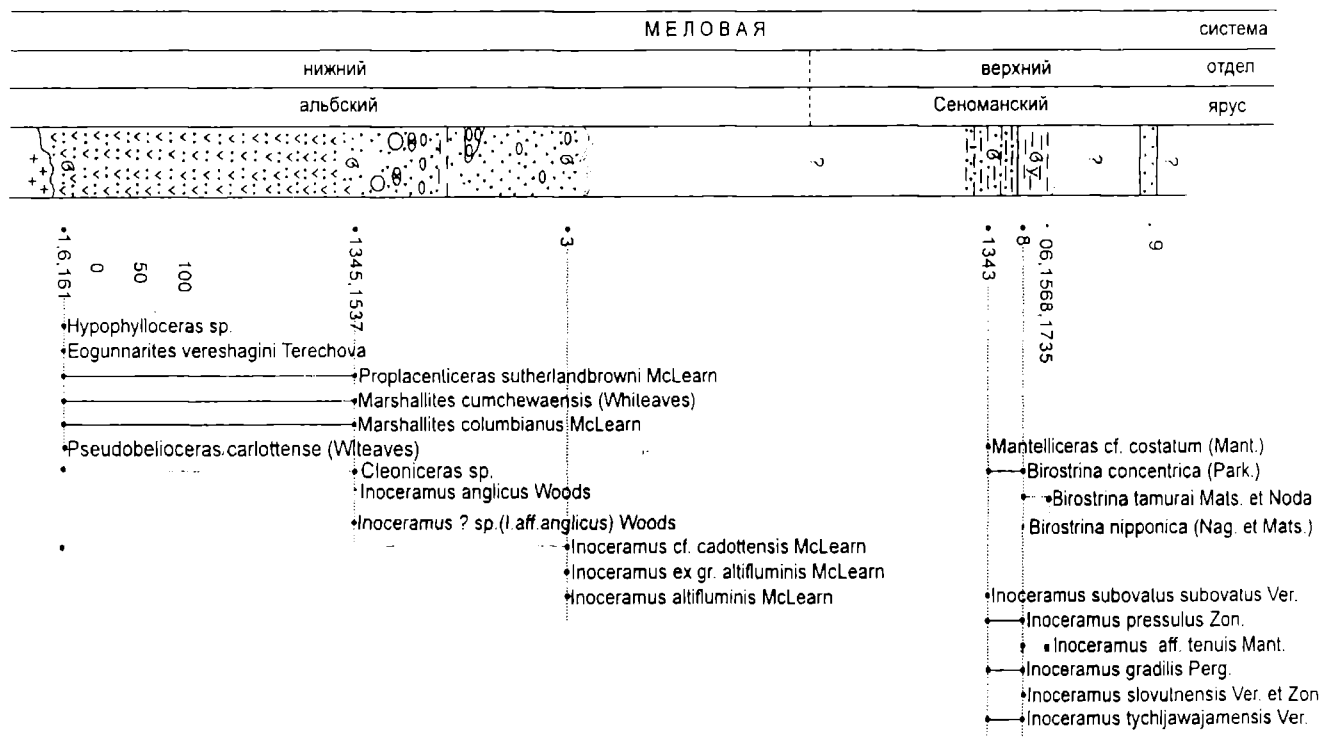 МЕЛОВАЯ система
нижний верхний отдел
альбский Сеноманский ярус
? ? ?
1,6,161
0 50 100
1345,1537
3
1343
8
06,1568,1735
9
Hypophylloceras sp.
Eogunnarites vereshagini Terechova
Proplacenticeras sutherlandbrowni McLearn
Marshallites cumchewaensis (Whiteaves)
Marshallites columbianus McLearn
Pseudobelioceras carlottense (Witeaves) Mantelliceras cf. costatum (Mant.)
Cleoniceras sp. Birostrina concentrica (Park.)
Inoceramus anglicus Woods Birostrina tamurai Mats. et Noda
Inoceramus ? sp.(I.aff.anglicus) Woods Birostrina nipponica (Nag. et Mats.)
Inoceramus cf. cadottensis McLearn
Inoceramus ex gr. altifluminis McLearn
Inoceramus altifluminis McLearn Inoceramus subovatus subovatus Ver.
Inoceramus pressulus Zon.
Inoceramus aff. tenuis Mant.
Inoceramus gradilis Perg.
Inoceramus slovutnensis Ver. et Zon
Inoceramus tychljawajamensis Ver.